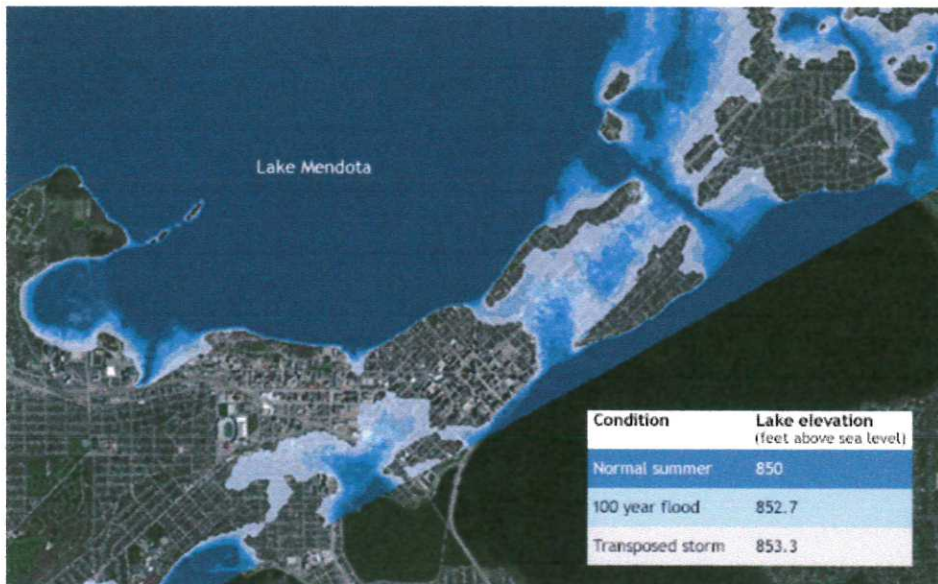 Lake Mendota
Condition Lake elevation
(feet above sea level)
Normal summer 850
100 year flood 852.7
Transposed storm 853.3